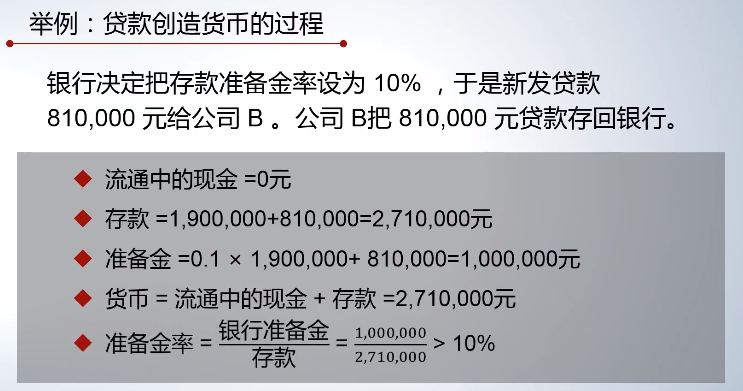 举例：贷款创造货币的过程
银行决定把存款准备金率设为 10% ，于是新发贷款
810,000 元给公司 B 。公司 B把 810,000 元贷款存回银行。
◆ 流通中的现金 =0元
◆ 存款 =1,900,000+810,000=2,710,000元
◆ 准备金 =0.1 × 1,900,000+ 810,000=1,000,000元
◆ 货币 = 流通中的现金 + 存款 =2,710,000元
◆ 准备金率 = 银行准备金/存款 = 1,000,000/2,710,000 > 10%